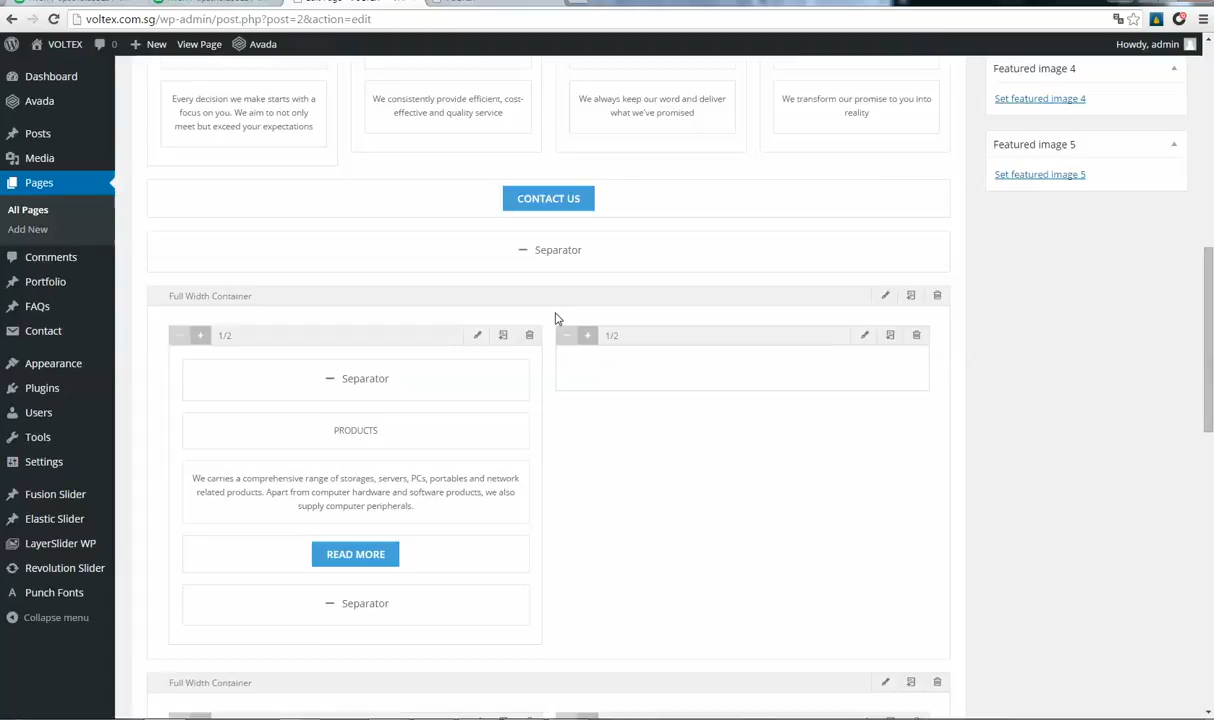 voltex.com.sg/wp-admin/post.php?post=2&action=edit
VOLTEX 0 New View Page Avada Howdy, admin
Dashboard
Avada
Posts
Media
Pages
All Pages
Add New
Comments
Portfolio
FAQs
Contact
Appearance
Plugins
Users
Tools
Settings
Fusion Slider
Elastic Slider
LayerSlider WP
Revolution Slider
Punch Fonts
Collapse menu
Every decision we make starts with a
focus on you. We aim to not only
meet but exceed your expectations
We consistently provide efficient, cost-
effective and quality service
We always keep our word and deliver
what we've promised
We transform our promise to you into
reality
CONTACT US
Separator
Full Width Container
1/2
Separator
PRODUCTS
We carries a comprehensive range of storages, servers, PCs, portables and network
related products. Apart from computer hardware and software products, we also
supply computer peripherals.
READ MORE
Separator
1/2
Full Width Container
Featured image 4
Set featured image 4
Featured image 5
Set featured image 5